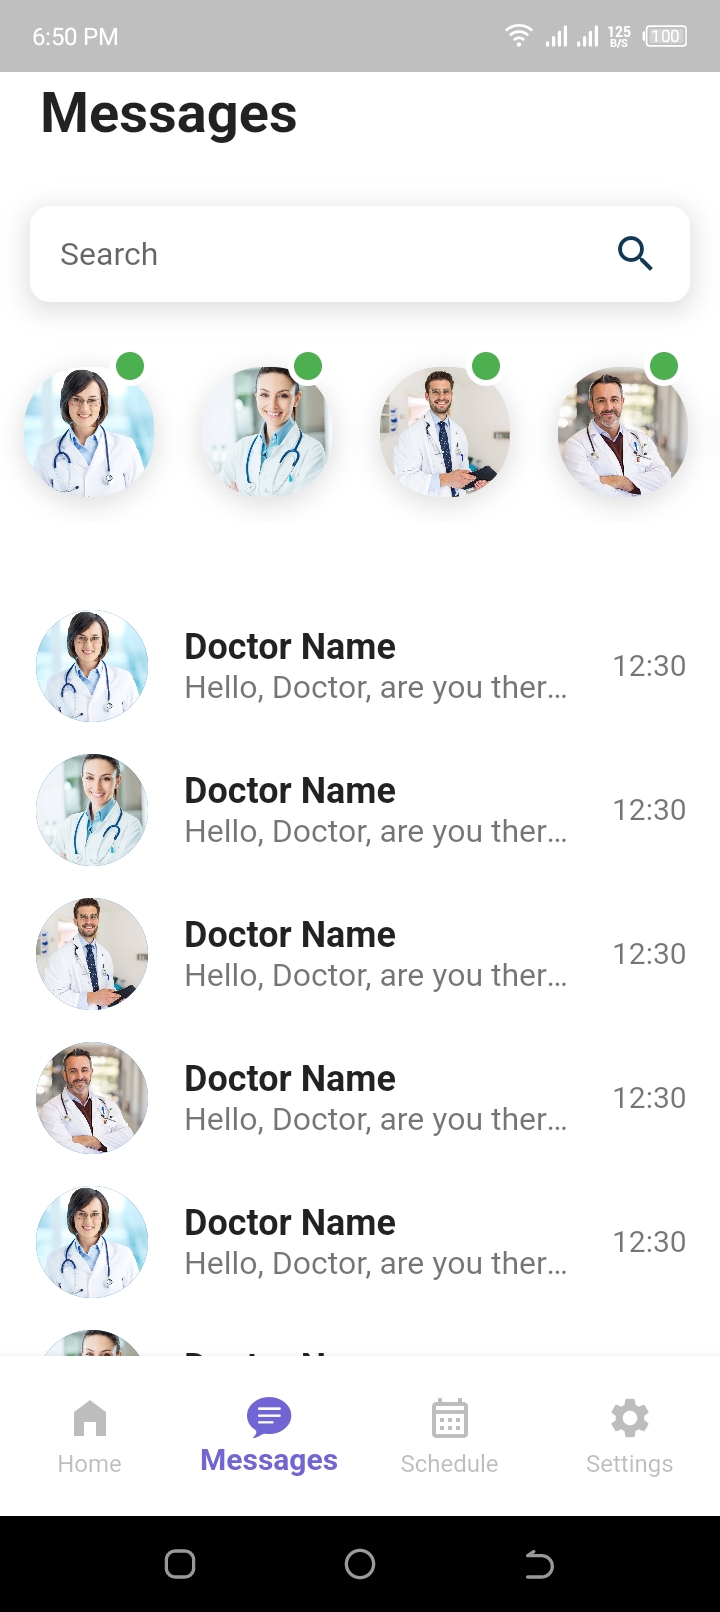 6:50 PM 125 B/S 100
Messages
Search
Doctor Name
Hello, Doctor, are you ther... 12:30
Doctor Name
Hello, Doctor, are you ther... 12:30
Doctor Name
Hello, Doctor, are you ther... 12:30
Doctor Name
Hello, Doctor, are you ther... 12:30
Doctor Name
Hello, Doctor, are you ther... 12:30
Home Messages Schedule Settings